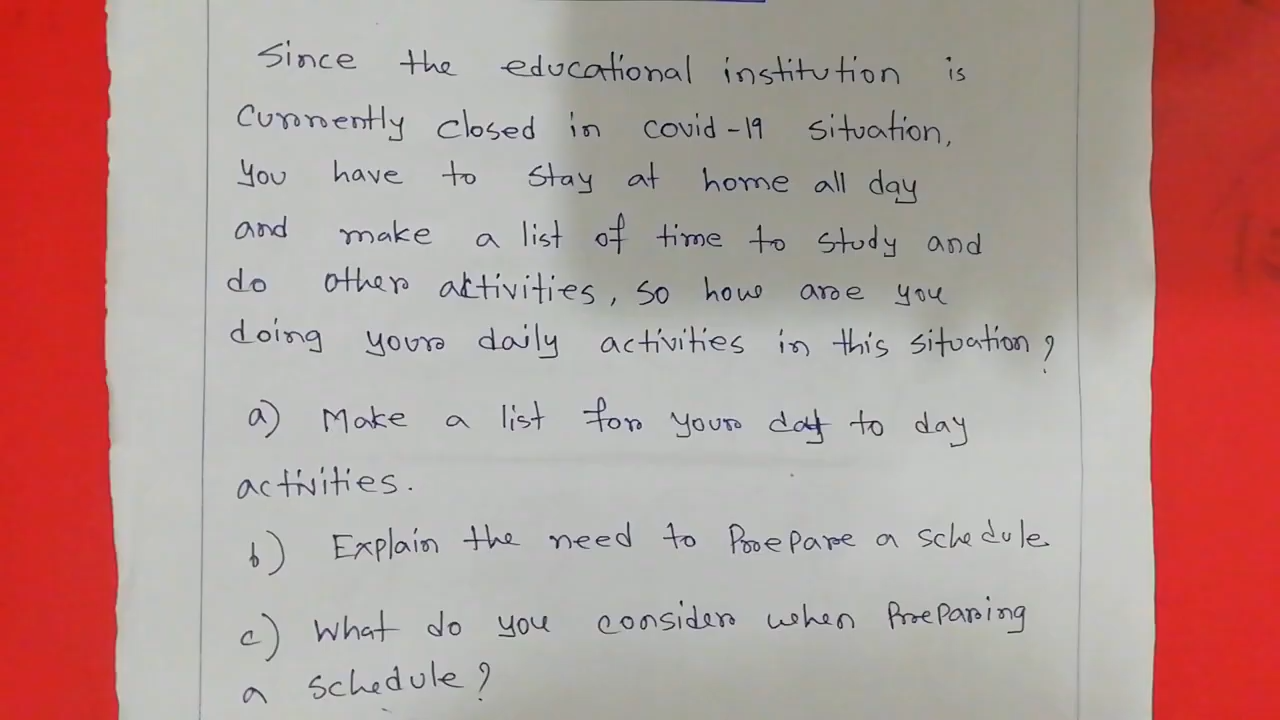 Since the educational institution is
Currently closed in covid-19 situation,
you have to stay at home all day
and make a list of time to study and
do other activities, so how are you
doing your daily activities in this situation?
a) Make a list for your day to day
activities.
b) Explain the need to Prepare a schedule
c) What do you consider when Preparing
a schedule?